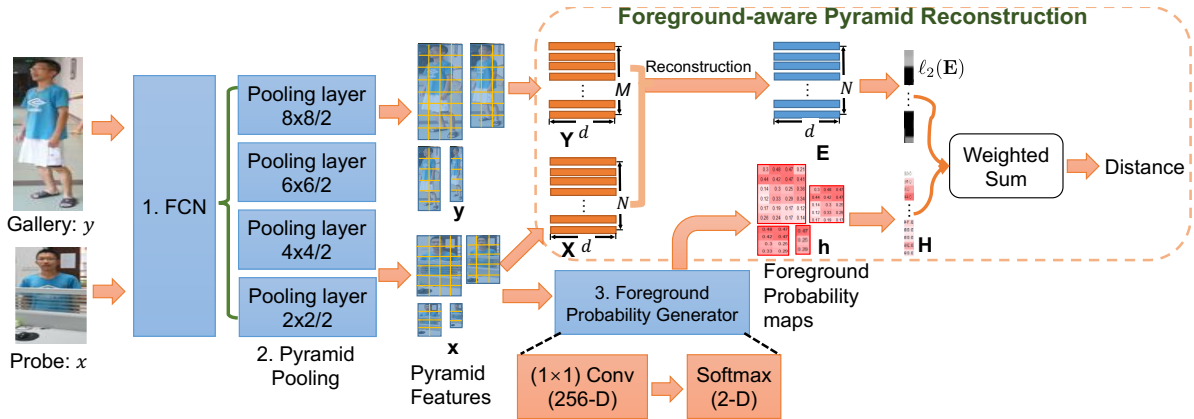 Foreground-aware Pyramid Reconstruction
Gallery: y
Probe: x
1. FCN
Pooling layer
8x8/2
Pooling layer
6x6/2
Pooling layer
4x4/2
Pooling layer
2x2/2
2. Pyramid
Pooling
y
x
Pyramid
Features
M
Y
d
N
X
d
Reconstruction
N
d
E
ℓ₂(E)
Weighted
Sum
Distance
h
H
Foreground
Probability
maps
3. Foreground
Probability Generator
(1×1) Conv
(256-D)
Softmax
(2-D)